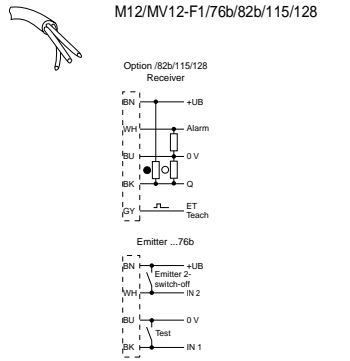 M12/MV12-F1/76b/82b/115/128
Option /82b/115/128
Receiver
BN +UB
WH Alarm
BU 0 V
BK Q
GY ET
Teach
Emitter ...76b
BN +UB
Emitter 2-
switch-off
WH IN 2
BU 0 V
Test
BK IN 1